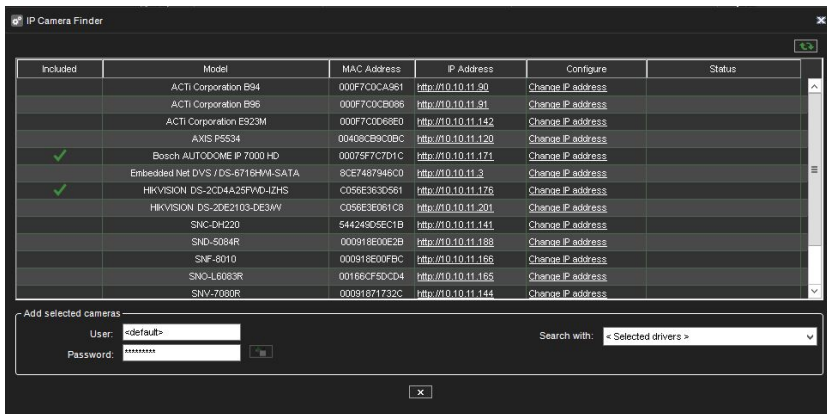 IP Camera Finder
Included Model MAC Address IP Address Configure Status
ACTi Corporation B94 000F7C0CA961 http://10.10.11.90 Change IP address
ACTi Corporation B96 000F7C0CB086 http://10.10.11.91 Change IP address
ACTi Corporation E923M 000F7C0D68E0 http://10.10.11.142 Change IP address
AXIS P5534 00408CB9C0BC http://10.10.11.120 Change IP address
Bosch AUTODOME IP 7000 HD 00075F7C7D1C http://10.10.11.171 Change IP address
Embedded Net DVS / DS-6716HWI-SATA 8CE7487946C0 http://10.10.11.3 Change IP address
HIKVISION DS-2CD4A25FWD-IZHS C056E363D561 http://10.10.11.176 Change IP address
HIKVISION DS-2DE2103-DE3/W C056E3E061C8 http://10.10.11.201 Change IP address
SNC-DH220 544249D5EC1B http://10.10.11.141 Change IP address
SND-5084R 000918E00E2B http://10.10.11.188 Change IP address
SNF-8010 000918E00FBC http://10.10.11.166 Change IP address
SNO-L6083R 00166CF5DCD4 http://10.10.11.165 Change IP address
SNV-7080R 00091871732C http://10.10.11.144 Change IP address
Add selected cameras
User: <default>
Search with: < Selected drivers >
Password: *********